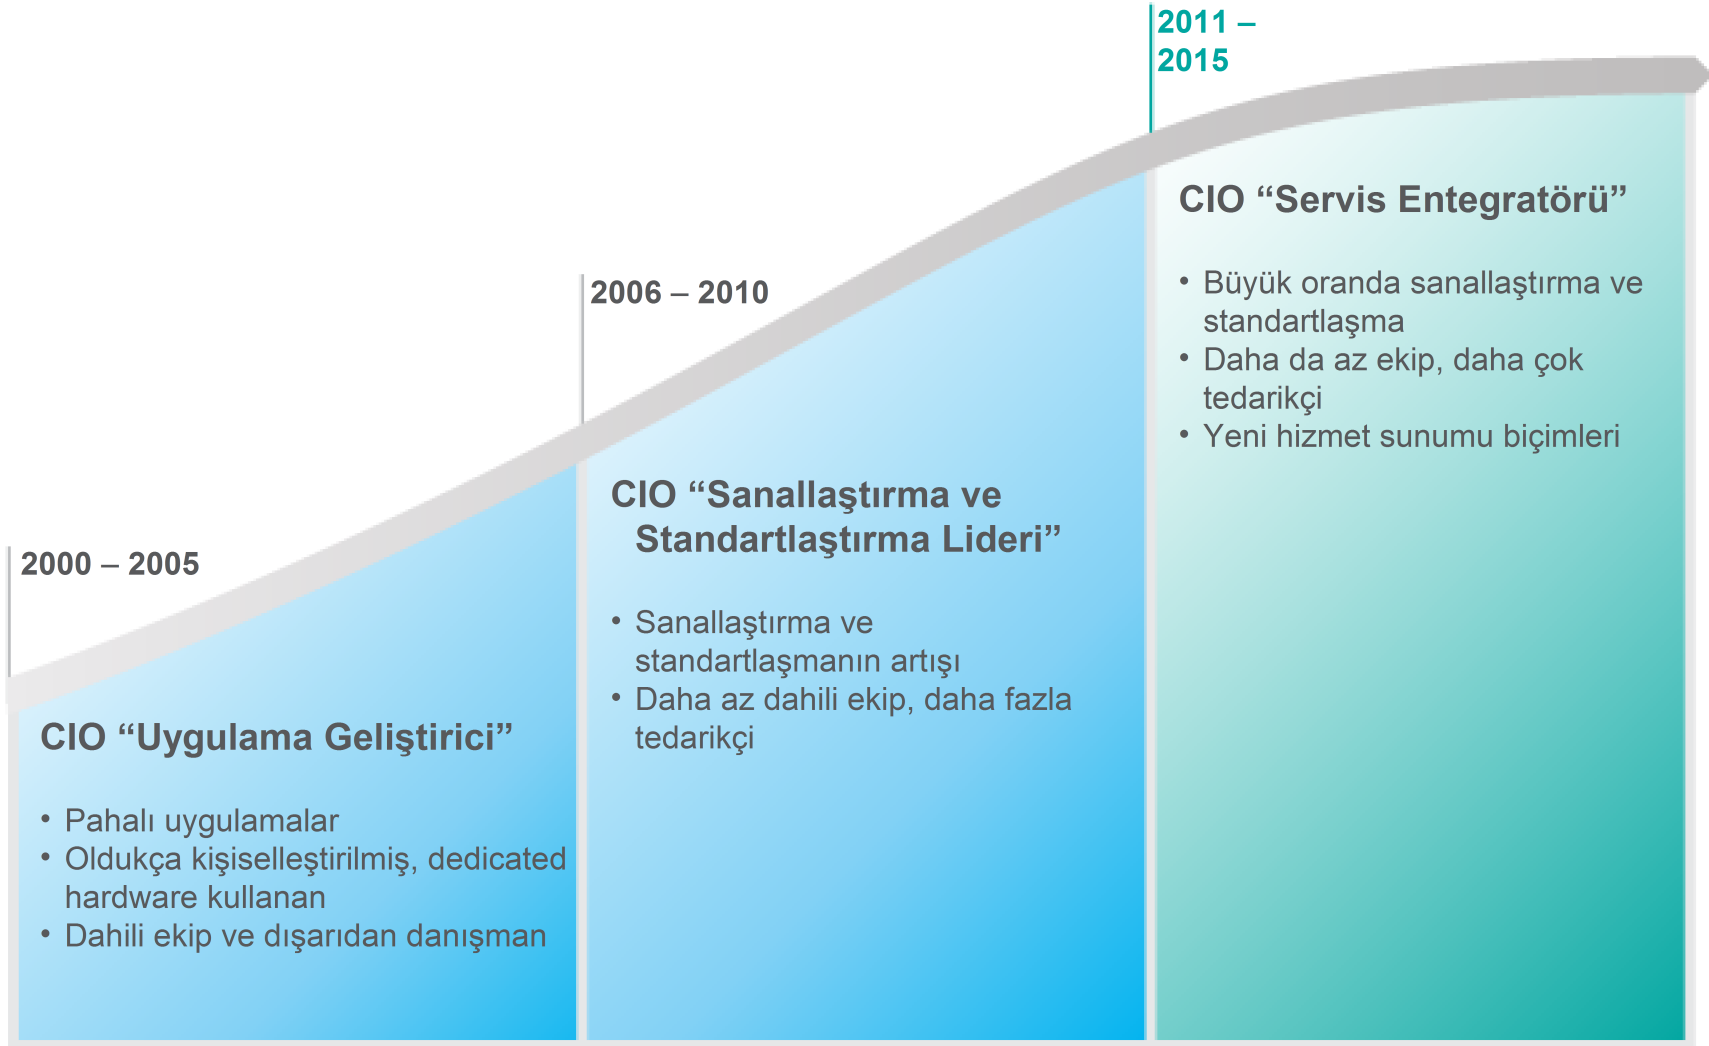 2000 – 2005
CIO “Uygulama Geliştirici”
• Pahalı uygulamalar
• Oldukça kişiselleştirilmiş, dedicated
hardware kullanan
• Dahili ekip ve dışarıdan danışman
2006 – 2010
CIO “Sanallaştırma ve
Standartlaştırma Lideri”
• Sanallaştırma ve
standartlaşmanın artışı
• Daha az dahili ekip, daha fazla
tedarikçi
2011 –
2015
CIO “Servis Entegratörü”
• Büyük oranda sanallaştırma ve
standartlaşma
• Daha da az ekip, daha çok
tedarikçi
• Yeni hizmet sunumu biçimleri